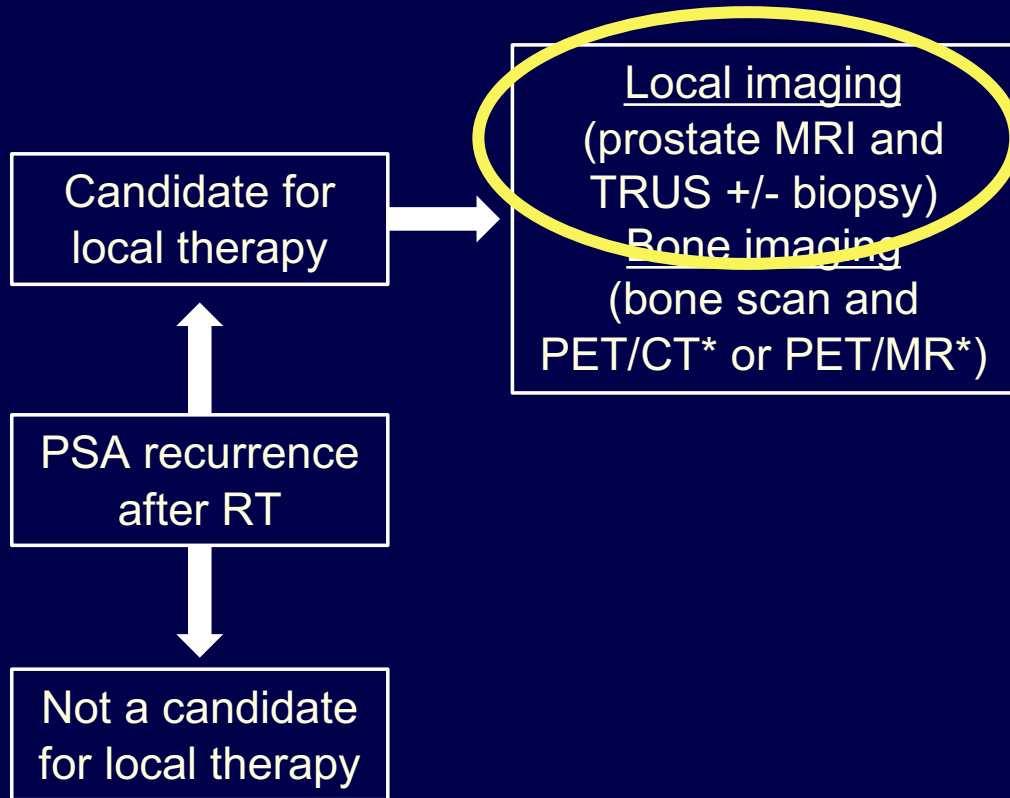 Local imaging
(prostate MRI and
TRUS +/- biopsy)
Bone imaging
(bone scan and
PET/CT* or PET/MR*)
Candidate for
local therapy
PSA recurrence
after RT
Not a candidate
for local therapy